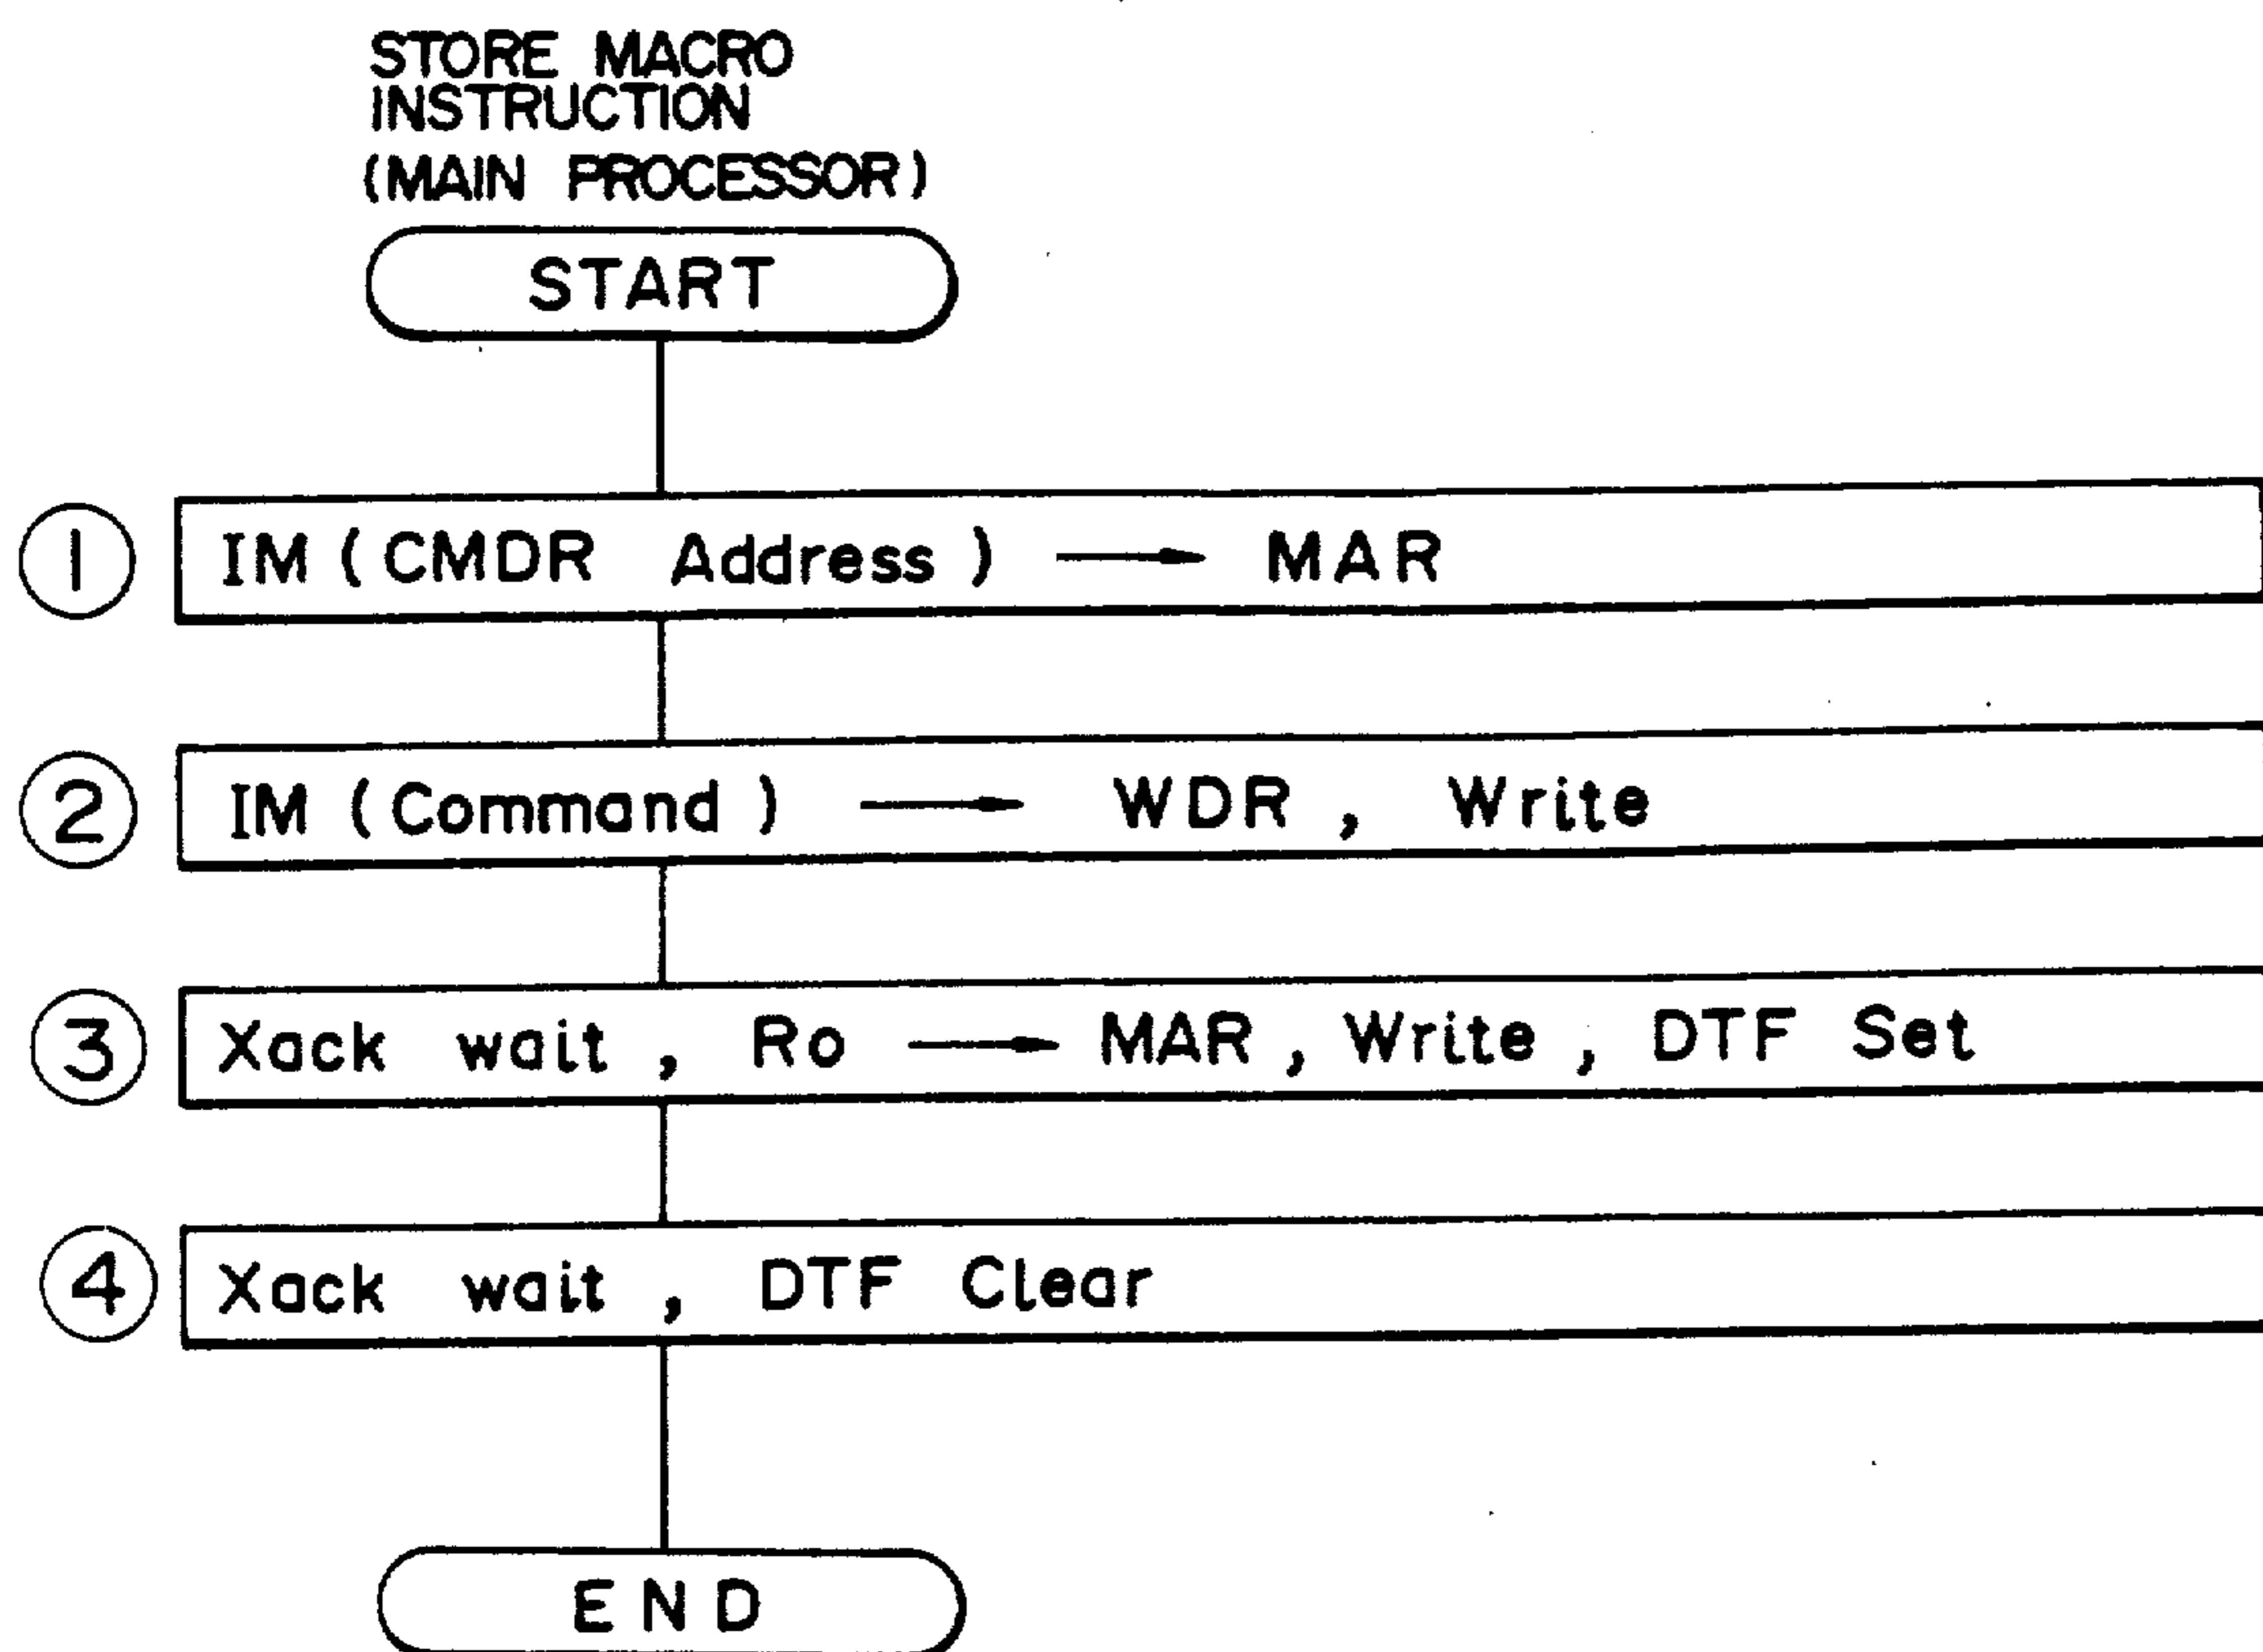 STORE MACRO
INSTRUCTION
(MAIN PROCESSOR)
START
1 IM (CMDR Address) → MAR
2 IM (Command) → WDR, Write
3 Xack wait, Ro → MAR, Write, DTF Set
4 Xack wait, DTF Clear
END